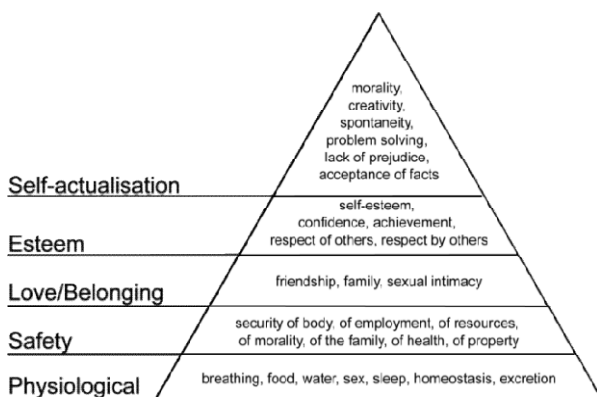 morality,
creativity,
spontaneity,
problem solving,
lack of prejudice,
acceptance of facts
Self-actualisation
self-esteem,
confidence, achievement,
respect of others, respect by others
Esteem
friendship, family, sexual intimacy
Love/Belonging
security of body, of employment, of resources,
of morality, of the family, of health, of property
Safety
breathing, food, water, sex, sleep, homeostasis, excretion
Physiological